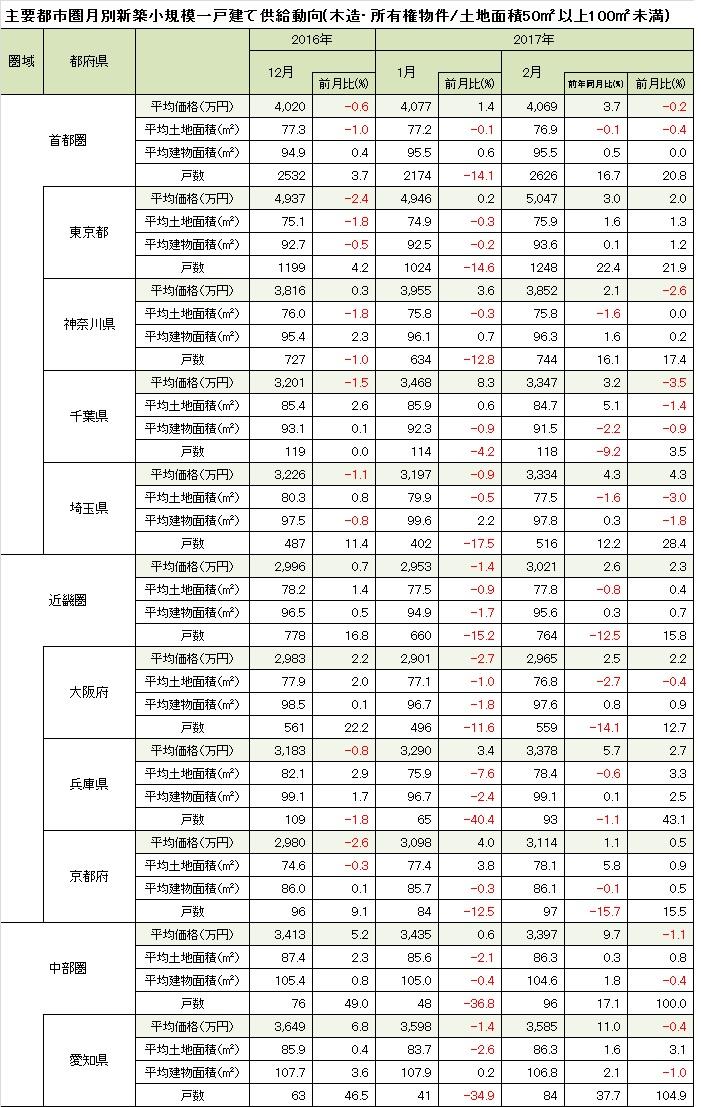 主要都市圏月別新築小規模一戸建て供給動向(木造・所有権物件/土地面積50㎡以上100㎡未満)
圏域 都府県 2016年 2017年
12月 前月比(%) 1月 前月比(%) 2月 前年同月比(%) 前月比(%)
首都圏
平均価格(万円) 4,020 -0.6 4,077 1.4 4,069 3.7 -0.2
平均土地面積(㎡) 77.3 -1.0 77.2 -0.1 76.9 -0.1 -0.4
平均建物面積(㎡) 94.9 0.4 95.5 0.6 95.5 0.5 0.0
戸数 2532 3.7 2174 -14.1 2626 16.7 20.8
東京都
平均価格(万円) 4,937 -2.4 4,946 0.2 5,047 3.0 2.0
平均土地面積(㎡) 75.1 -1.8 74.9 -0.3 75.9 1.6 1.3
平均建物面積(㎡) 92.7 -0.5 92.5 -0.2 93.6 0.1 1.2
戸数 1199 4.2 1024 -14.6 1248 22.4 21.9
神奈川県
平均価格(万円) 3,816 0.3 3,955 3.6 3,852 2.1 -2.6
平均土地面積(㎡) 76.0 -1.8 75.8 -0.3 75.8 -1.6 0.0
平均建物面積(㎡) 95.4 2.3 96.1 0.7 96.3 1.6 0.2
戸数 727 -1.0 634 -12.8 744 16.1 17.4
千葉県
平均価格(万円) 3,201 -1.5 3,468 8.3 3,347 3.2 -3.5
平均土地面積(㎡) 85.4 2.6 85.9 0.6 84.7 5.1 -1.4
平均建物面積(㎡) 93.1 0.1 92.3 -0.9 91.5 -2.2 -0.9
戸数 119 0.0 114 -4.2 118 -9.2 3.5
埼玉県
平均価格(万円) 3,226 -1.1 3,197 -0.9 3,334 4.3 4.3
平均土地面積(㎡) 80.3 0.8 79.9 -0.5 77.5 -1.6 -3.0
平均建物面積(㎡) 97.5 -0.8 99.6 2.2 97.8 0.3 -1.8
戸数 487 11.4 402 -17.5 516 12.2 28.4
近畿圏
平均価格(万円) 2,996 0.7 2,953 -1.4 3,021 2.6 2.3
平均土地面積(㎡) 78.2 1.4 77.5 -0.9 77.8 -0.8 0.4
平均建物面積(㎡) 96.5 0.5 94.9 -1.7 95.6 0.3 0.7
戸数 778 16.8 660 -15.2 764 -12.5 15.8
大阪府
平均価格(万円) 2,983 2.2 2,901 -2.7 2,965 2.5 2.2
平均土地面積(㎡) 77.9 2.0 77.1 -1.0 76.8 -2.7 -0.4
平均建物面積(㎡) 98.5 0.1 96.7 -1.8 97.6 0.8 0.9
戸数 561 22.2 496 -11.6 559 -14.1 12.7
兵庫県
平均価格(万円) 3,183 -0.8 3,290 3.4 3,378 5.7 2.7
平均土地面積(㎡) 82.1 2.9 75.9 -7.6 78.4 -0.6 3.3
平均建物面積(㎡) 99.1 1.7 96.7 -2.4 99.1 0.1 2.5
戸数 109 -1.8 65 -40.4 93 -1.1 43.1
京都府
平均価格(万円) 2,980 -2.6 3,098 4.0 3,114 1.1 0.5
平均土地面積(㎡) 74.6 -0.3 77.4 3.8 78.1 5.8 0.9
平均建物面積(㎡) 86.0 0.1 85.7 -0.3 86.1 -0.1 0.5
戸数 96 9.1 84 -12.5 97 -15.7 15.5
中部圏
平均価格(万円) 3,413 5.2 3,435 0.6 3,397 9.7 -1.1
平均土地面積(㎡) 87.4 2.3 85.6 -2.1 86.3 0.3 0.8
平均建物面積(㎡) 105.4 0.8 105.0 -0.4 104.6 1.8 -0.4
戸数 76 49.0 48 -36.8 96 17.1 100.0
愛知県
平均価格(万円) 3,649 6.8 3,598 -1.4 3,585 11.0 -0.4
平均土地面積(㎡) 85.9 0.4 83.7 -2.6 86.3 1.6 3.1
平均建物面積(㎡) 107.7 3.6 107.9 0.2 106.8 2.1 -1.0
戸数 63 46.5 41 -34.9 84 37.7 104.9